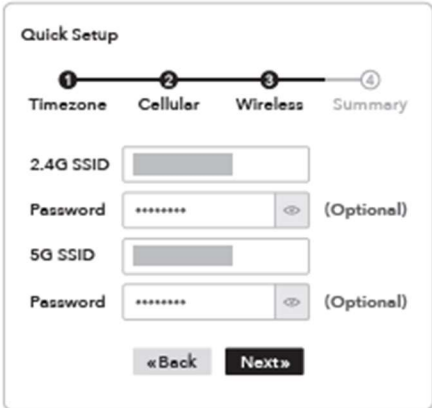 Quick Setup
1 2 3 4
Timezone Cellular Wireless Summary
2.4G SSID
Password ******** (Optional)
5G SSID
Password ******** (Optional)
«Back Next»